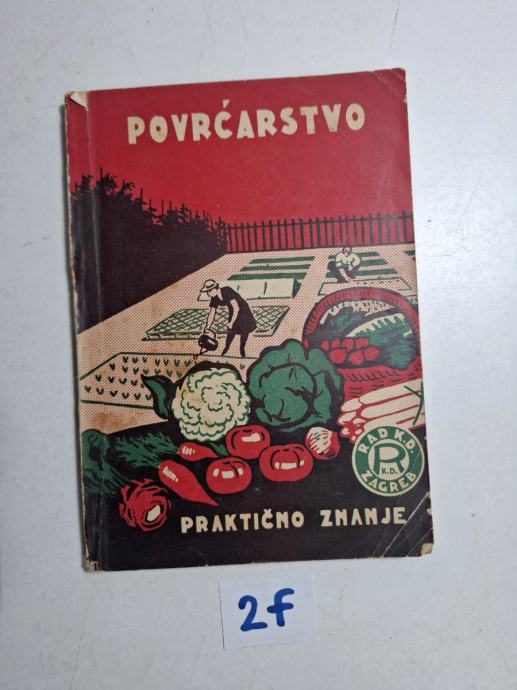 POVRĆARSTVO
RAD K.D.
R
K.D.
ZAGREB
PRAKTIČNO ZNANJE
2f